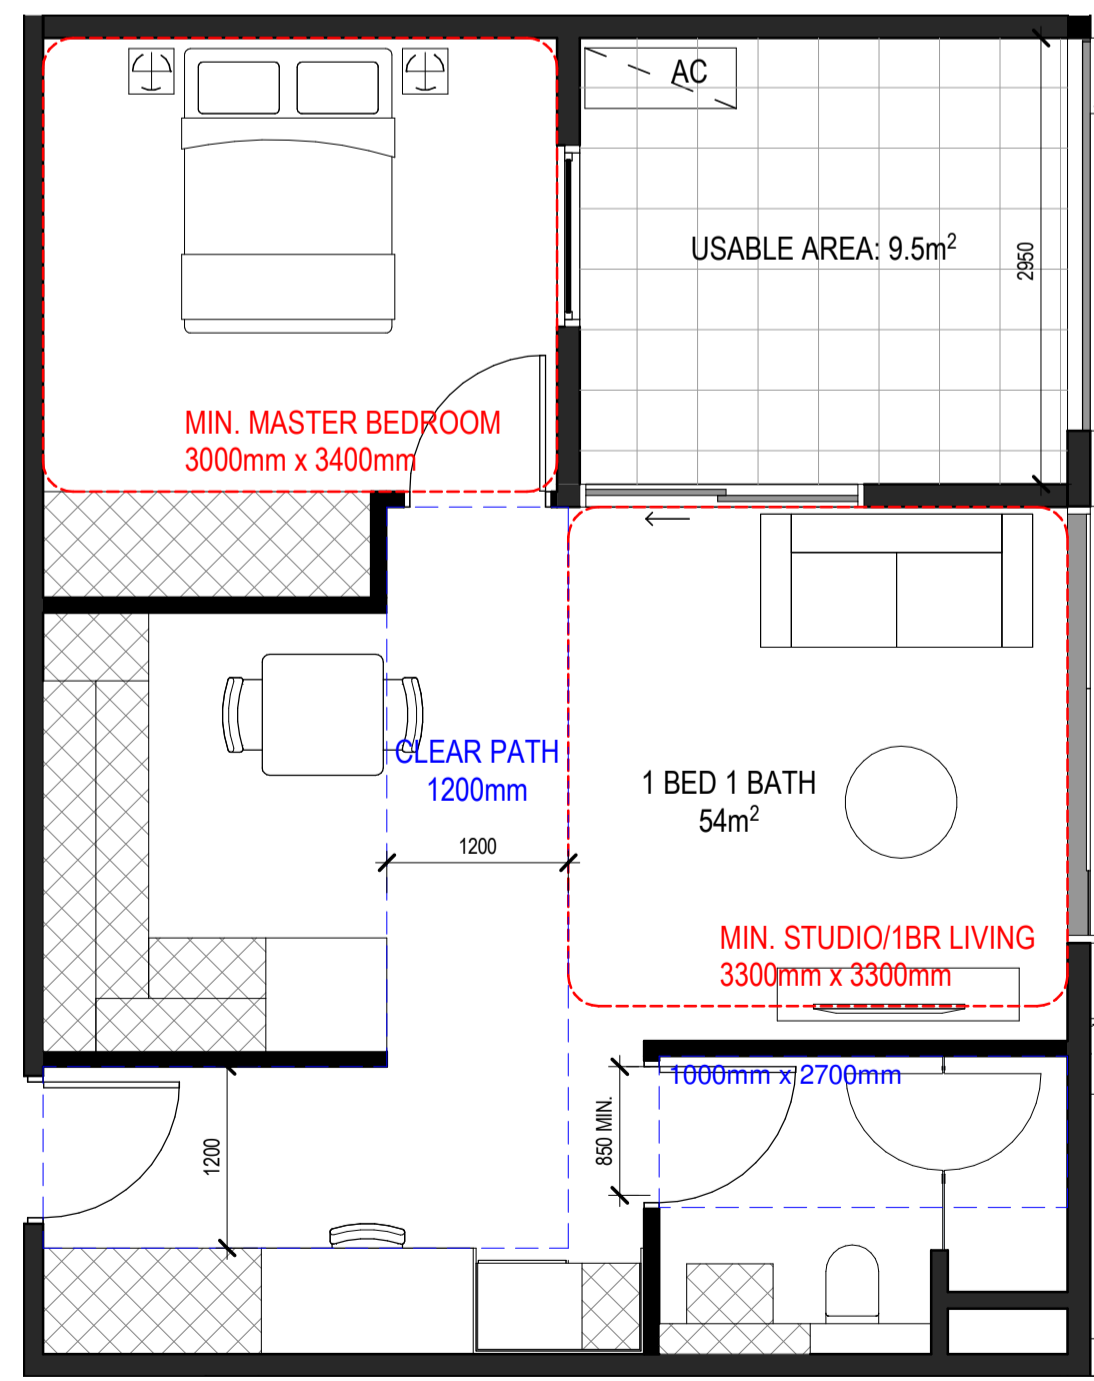 AC
USABLE AREA: 9.5m²
2950
MIN. MASTER BEDROOM
3000mm x 3400mm
CLEAR PATH
1200mm
1 BED 1 BATH
54m²
1200
MIN. STUDIO/1BR LIVING
3300mm x 3300mm
1000mm x 2700mm
850 MIN.
1200